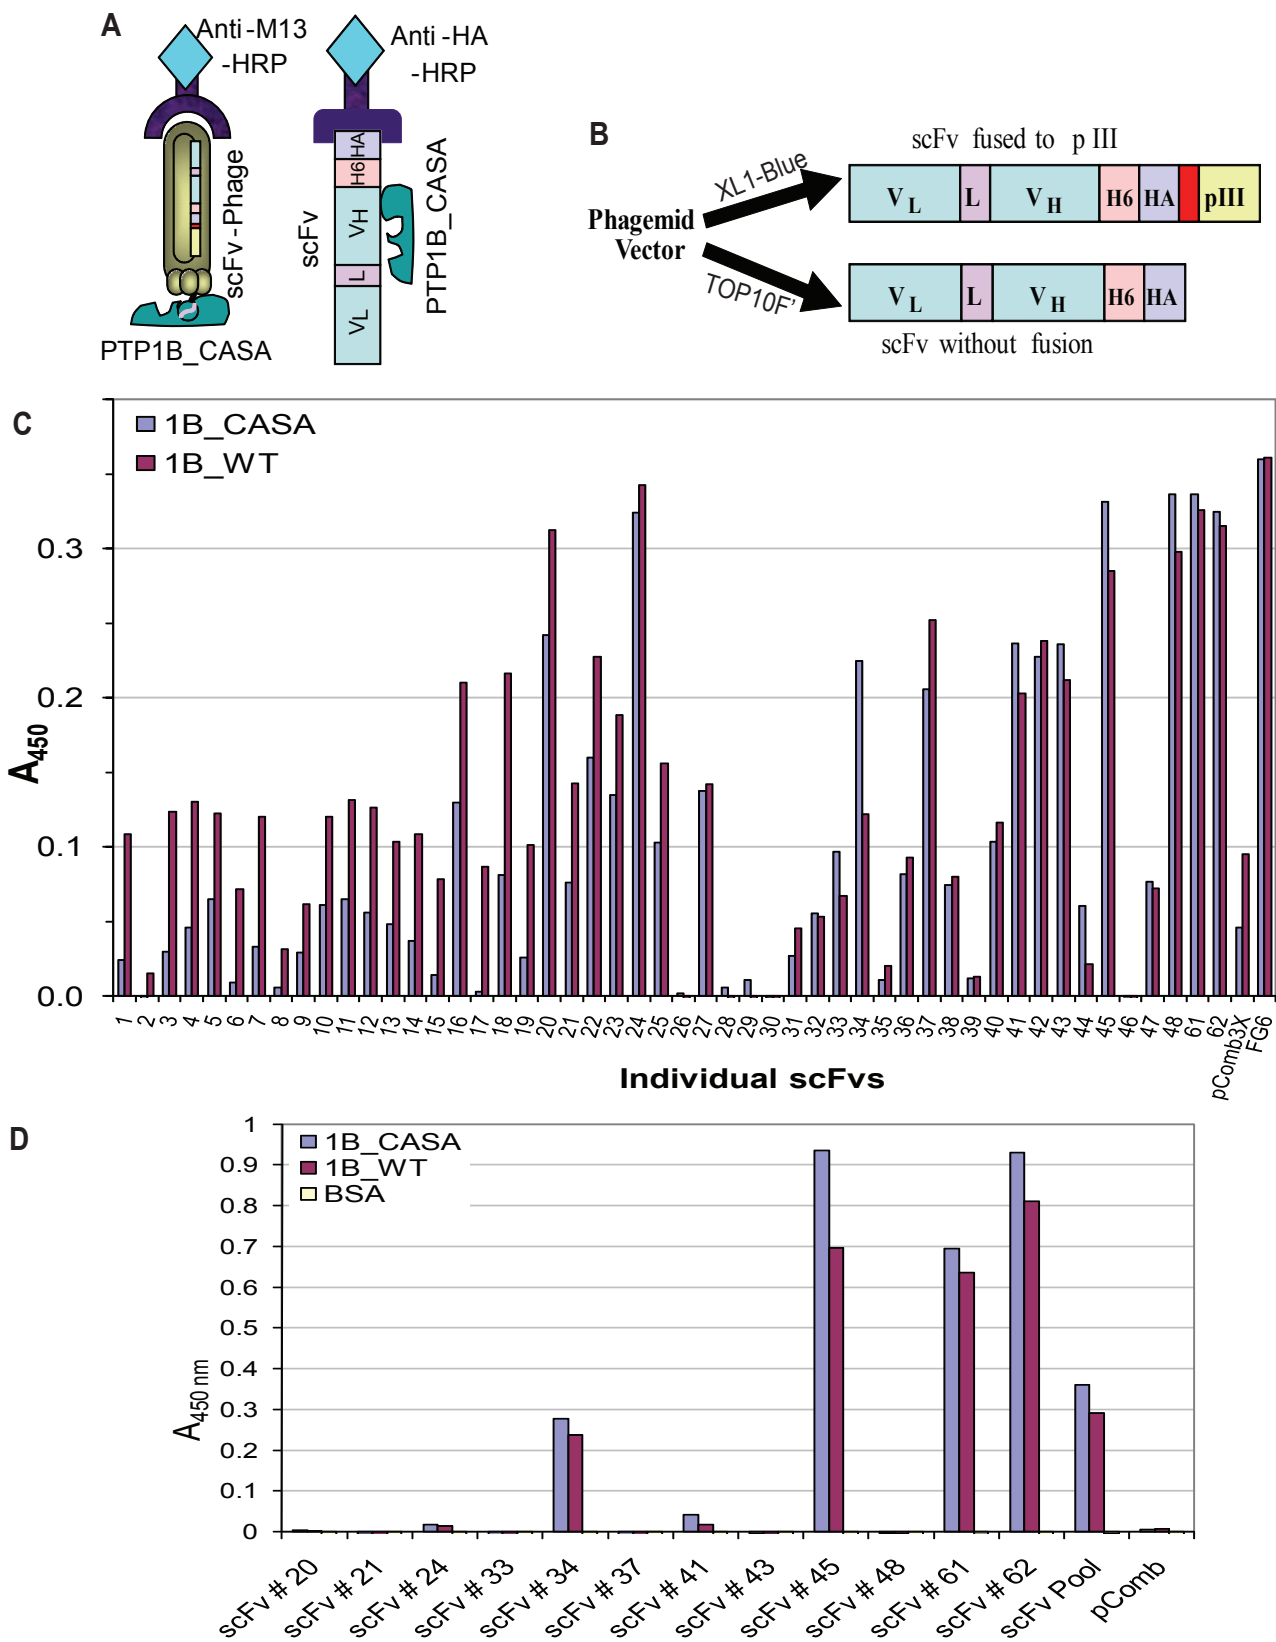 A
Anti-M13
-HRP
scFv-Phage
PTP1B_CASA
Anti-HA
-HRP
HA
H6
VH
L
VL
scFv
PTP1B_CASA
B
scFv fused to p III
XL1-Blue
Phagemid
Vector
TOP10F'
VL L VH H6 HA pIII
VL L VH H6 HA
scFv without fusion
C
1B_CASA
1B_WT
0.3
0.2
0.1
0.0
A450
1 2 3 4 5 6 7 8 9 10 11 12 13 14 15 16 17 18 19 20 21 22 23 24 25 26 27 28 29 30 31 32 33 34 35 36 37 38 39 40 41 42 43 44 45 46 47 48 61 62 pComb3X FG6
Individual scFvs
D
1B_CASA
1B_WT
BSA
1
0.9
0.8
0.7
0.6
0.5
0.4
0.3
0.2
0.1
0
A450 nm
scFv # 20 scFv # 21 scFv # 24 scFv # 33 scFv # 34 scFv # 37 scFv # 41 scFv # 43 scFv # 45 scFv # 48 scFv # 61 scFv # 62 scFv Pool pComb